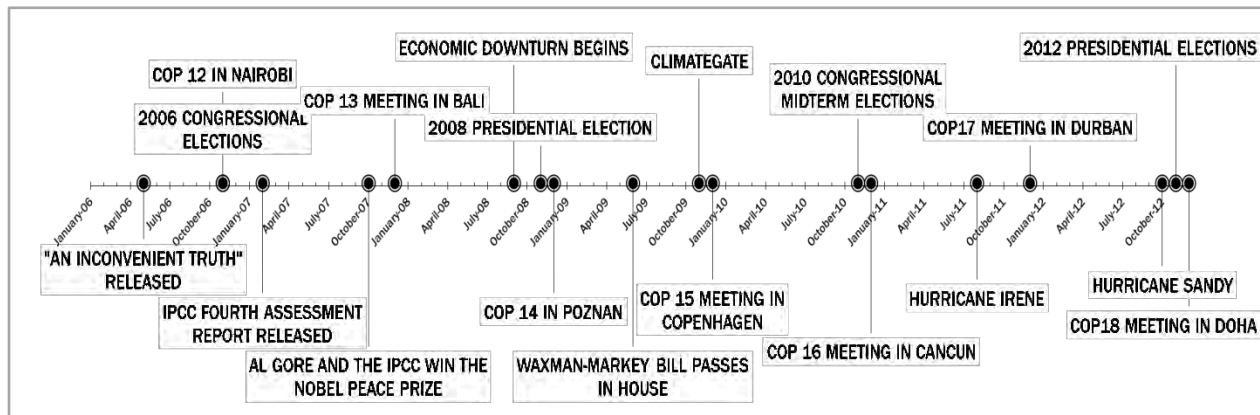 ECONOMIC DOWNTURN BEGINS
2012 PRESIDENTIAL ELECTIONS
CLIMATEGATE
COP 12 IN NAIROBI
2010 CONGRESSIONAL
MIDTERM ELECTIONS
COP 13 MEETING IN BALI
2006 CONGRESSIONAL
ELECTIONS
2008 PRESIDENTIAL ELECTION
COP17 MEETING IN DURBAN
January-06
April-06
July-06
October-06
January-07
April-07
July-07
October-07
January-08
April-08
July-08
October-08
January-09
April-09
July-09
October-09
January-10
April-10
July-10
October-10
January-11
April-11
July-11
October-11
January-12
April-12
July-12
October-12
"AN INCONVENIENT TRUTH"
RELEASED
IPCC FOURTH ASSESSMENT
REPORT RELEASED
AL GORE AND THE IPCC WIN THE
NOBEL PEACE PRIZE
COP 14 IN POZNAN
WAXMAN-MARKEY BILL PASSES
IN HOUSE
COP 15 MEETING IN
COPENHAGEN
COP 16 MEETING IN CANCUN
HURRICANE IRENE
HURRICANE SANDY
COP18 MEETING IN DOHA